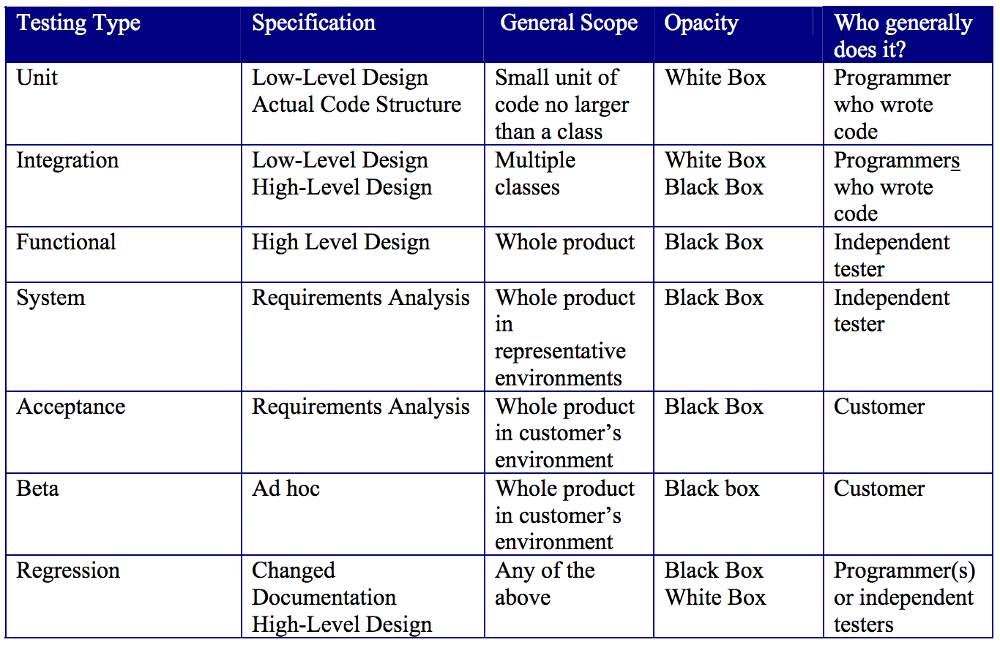 Testing Type
Specification
General Scope
Opacity
Who generally
does it?
Unit
Low-Level Design
Actual Code Structure
Small unit of
code no larger
than a class
White Box
Programmer
who wrote
code
Integration
Low-Level Design
High-Level Design
Multiple
classes
White Box
Black Box
Programmers
who wrote
code
Functional
High Level Design
Whole product
Black Box
Independent
tester
System
Requirements Analysis
Whole product
in
representative
environments
Black Box
Independent
tester
Acceptance
Requirements Analysis
Whole product
in customer’s
environment
Black Box
Customer
Beta
Ad hoc
Whole product
in customer’s
environment
Black box
Customer
Regression
Changed
Documentation
High-Level Design
Any of the
above
Black Box
White Box
Programmer(s)
or independent
testers